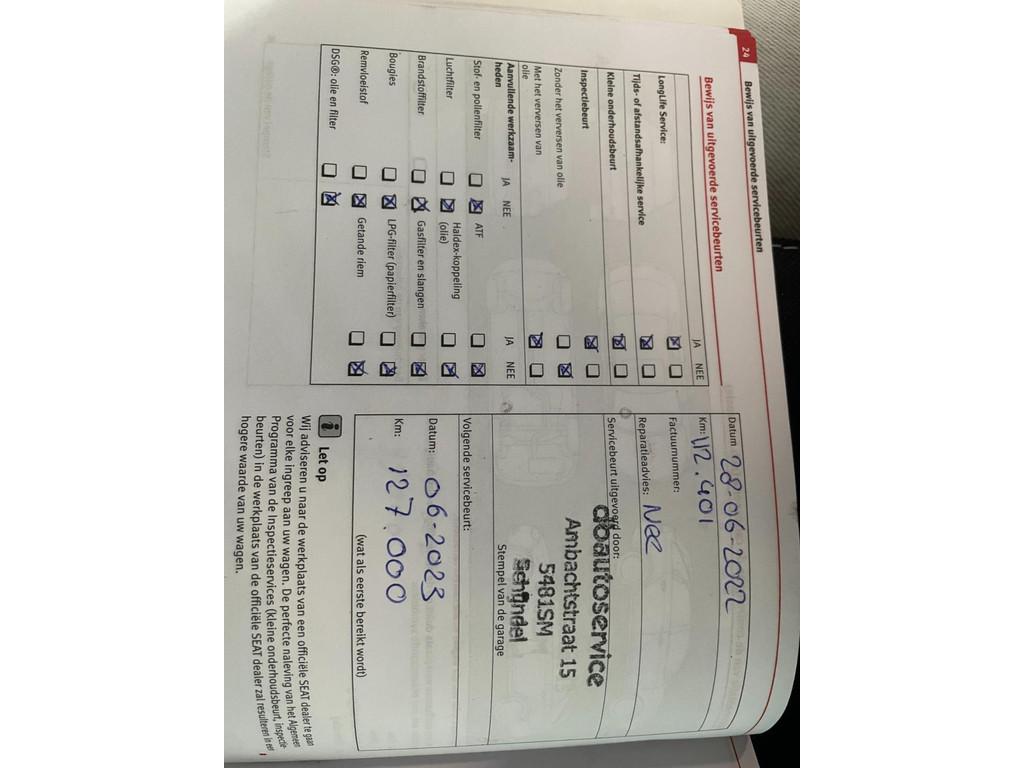 24
Bewijs van uitgevoerde servicebeurten
Bewijs van uitgevoerde servicebeurten
JA NEE
LongLife Service:
Tijds- of afstandsafhankelijke service
Kleine onderhoudsbeurt
Inspectiebeurt
Zonder het verversen van olie
Met het verversen van
olie
Aanvullende werkzaam-
heden
JA NEE
JA NEE
Stof- en pollenfilter
ATF
Luchtfilter
Haldex-koppeling
(olie)
Brandstoffilter
Gasfilter en slangen
Bougies
LPG-filter (papierfilter)
Remvloeistof
Getande riem
DSG®: olie en filter
Datum 28-06-2022
Km: 112.401
Factuurnummer:
Reparatieadvies: Nee
Servicebeurt uitgevoerd door:
dbautoservice
Ambachtstraat 15
5481SM
Schijndel
Stempel van de garage
Volgende servicebeurt:
Datum: 06-2023
Km: 127.000
(wat als eerste bereikt wordt)
i Let op
Wij adviseren u naar de werkplaats van een officiële SEAT dealer te gaan
voor elke ingreep aan uw wagen. De perfecte naleving van het Algemeen
Programma van de Inspectieservices (kleine onderhoudsbeurt, inspectie-
beurten) in de werkplaats van de officiële SEAT dealer zal resulteren in een
hogere waarde van uw wagen.